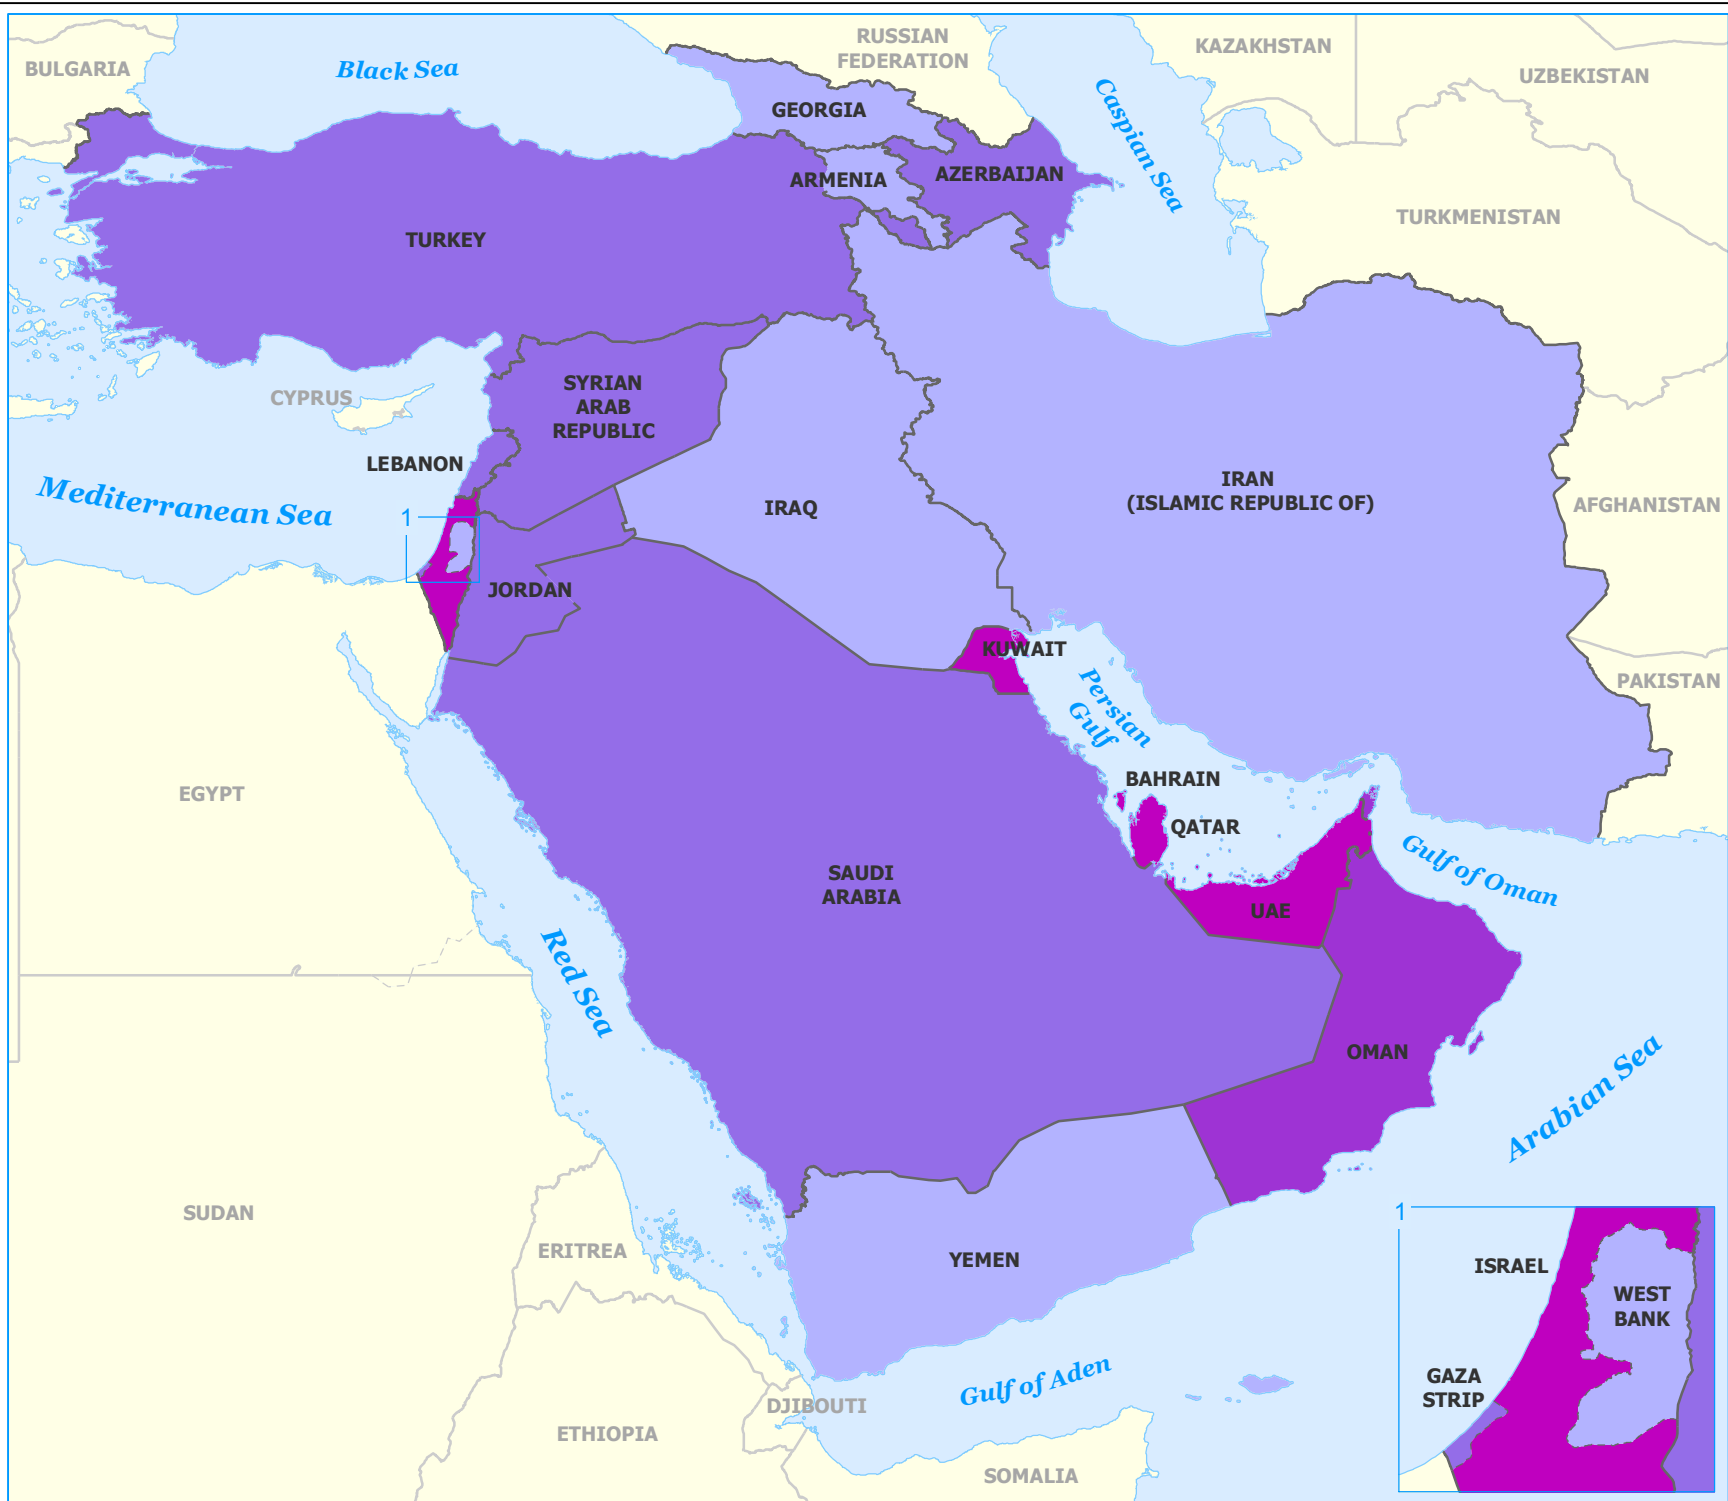 BULGARIA
Black Sea
RUSSIAN
FEDERATION
KAZAKHSTAN
UZBEKISTAN
GEORGIA
Caspian Sea
ARMENIA
AZERBAIJAN
TURKMENISTAN
TURKEY
CYPRUS
SYRIAN
ARAB
REPUBLIC
LEBANON
Mediterranean Sea
1
IRAQ
IRAN
(ISLAMIC REPUBLIC OF)
AFGHANISTAN
JORDAN
KUWAIT
PAKISTAN
Persian
Gulf
EGYPT
BAHRAIN
QATAR
SAUDI
ARABIA
UAE
Gulf of Oman
Red Sea
OMAN
Arabian Sea
SUDAN
ERITREA
YEMEN
1
ISRAEL
WEST
BANK
GAZA
STRIP
Gulf of Aden
DJIBOUTI
ETHIOPIA
SOMALIA